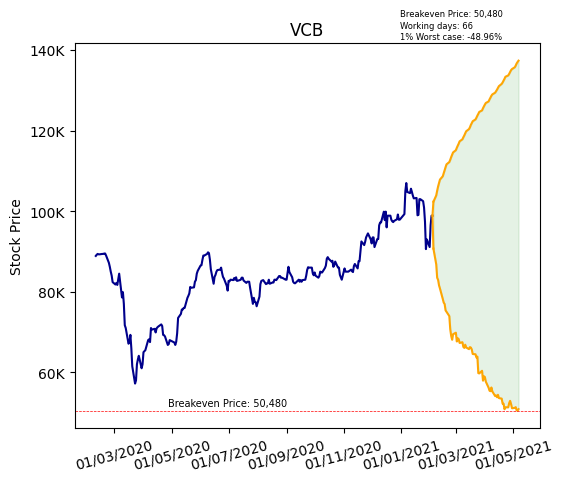 Breakeven Price: 50,480
Working days: 66
1% Worst case: -48.96%
VCB
140K
120K
100K
80K
60K
Stock Price
Breakeven Price: 50,480
01/03/2020
01/05/2020
01/07/2020
01/09/2020
01/11/2020
01/01/2021
01/03/2021
01/05/2021